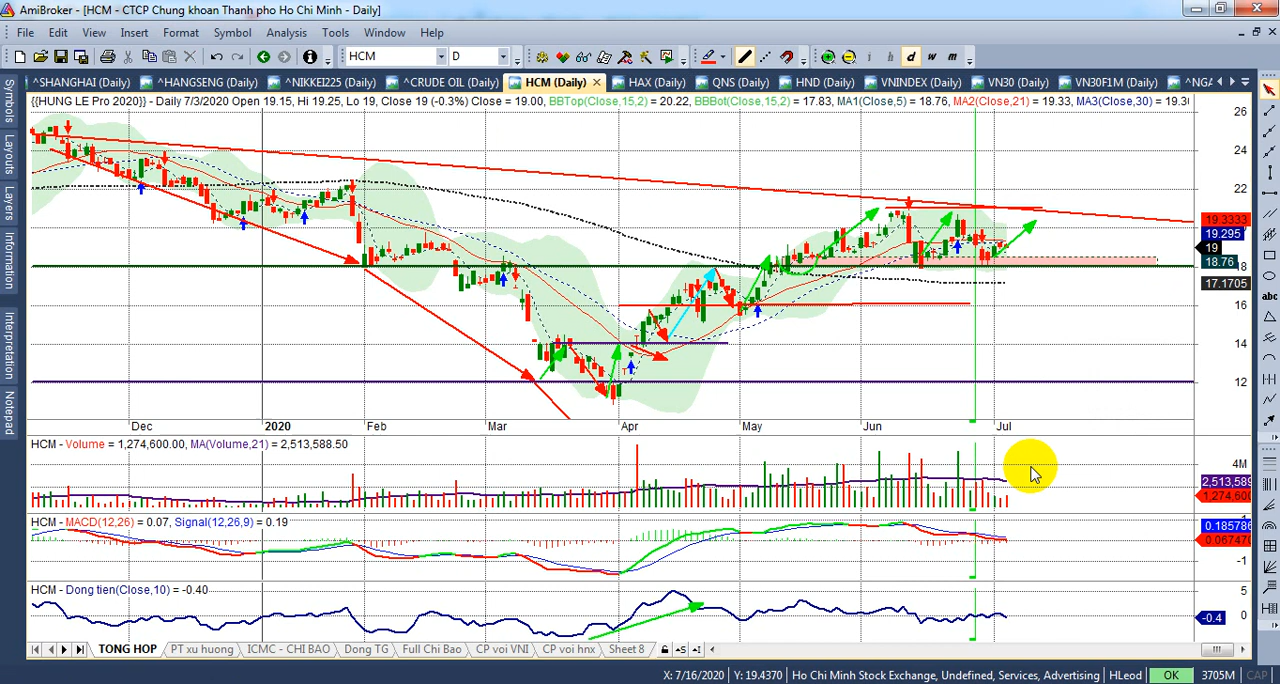 AmiBroker - [HCM - CTCP Chung khoan Thanh pho Ho Chi Minh - Daily]
File Edit View Insert Format Symbol Analysis Tools Window Help
HCM D i h d w m
^SHANGHAI (Daily) ^HANGSENG (Daily) ^NIKKEI225 (Daily) ^CRUDE OIL (Daily) HCM (Daily) HAX (Daily) QNS (Daily) HND (Daily) VNINDEX (Daily) VN30 (Daily) VN30F1M (Daily) ^NGA
{{HUNG LE Pro 2020}} - Daily 7/3/2020 Open 19.15, Hi 19.25, Lo 19, Close 19 (-0.3%) Close = 19.00, BBTop(Close,15,2) = 20.22, BBBot(Close,15,2) = 17.83, MA1(Close,5) = 18.76, MA2(Close,21) = 19.33, MA3(Close,30) = 19.3
Symbols
Layouts
Layers
Information
Interpretation
Notepad
abc
26
24
22
19.3333
19.295
19
18.76
18
17.1705
16
14
12
Dec 2020 Feb Mar Apr May Jun Jul
HCM - Volume = 1,274,600.00, MA(Volume,21) = 2,513,588.50
4M
2,513,589
1,274,600
HCM - MACD(12,26) = 0.07, Signal(12,26,9) = 0.19
0.185786
0.067470
-1
HCM - Dong tien(Close,10) = -0.40
5
0
-0.4
TONG HOP PT xu huong ICMC - CHI BAO Dong TG Full Chi Bao CP voi VNI CP voi hnx Sheet 8
X: 7/16/2020 Y: 19.4370 Ho Chi Minh Stock Exchange, Undefined, Services, Advertising HLeod OK 3705M CAP